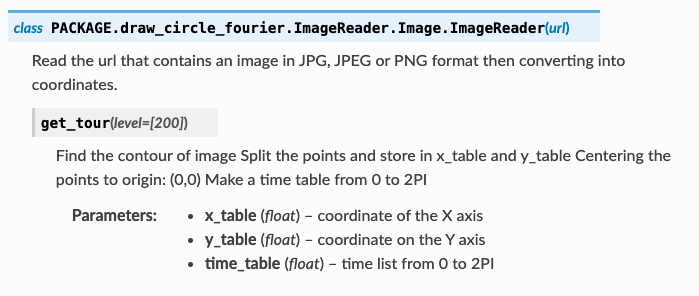 class PACKAGE.draw_circle_fourier.ImageReader.Image.ImageReader(url)
Read the url that contains an image in JPG, JPEG or PNG format then converting into
coordinates.
get_tour(level=[200])
Find the contour of image Split the points and store in x_table and y_table Centering the
points to origin: (0,0) Make a time table from 0 to 2PI
Parameters: • x_table (float) – coordinate of the X axis
• y_table (float) – coordinate on the Y axis
• time_table (float) – time list from 0 to 2PI